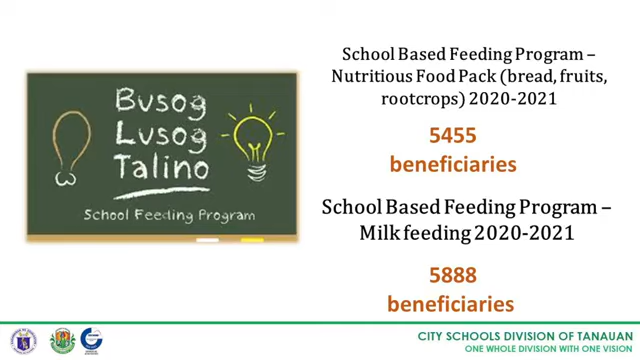 School Based Feeding Program –
Nutritious Food Pack (bread, fruits,
rootcrops) 2020-2021
5455
beneficiaries
School Based Feeding Program –
Milk feeding 2020-2021
5888
beneficiaries
Busog
Lusog
Talino
School Feeding Program
CITY SCHOOLS DIVISION OF TANAUAN
ONE WHOLE DIVISION WITH ONE VISION